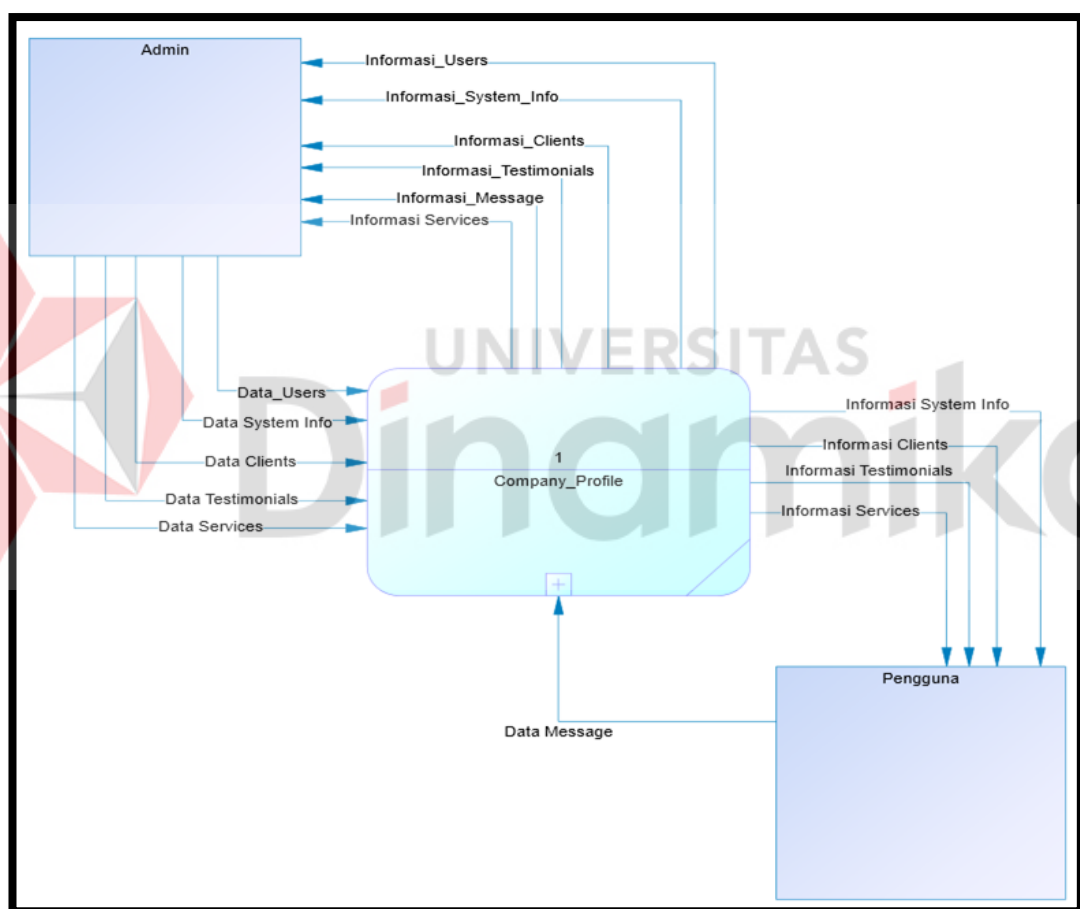 Admin
Informasi_Users
Informasi_System_Info
Informasi_Clients
Informasi_Testimonials
Informasi_Message
Informasi Services
UNIVERSITAS
Dinamika
Data_Users
Data System Info
Data Clients
Data Testimonials
Data Services
1
Company_Profile
Informasi System Info
Informasi Clients
Informasi Testimonials
Informasi Services
Pengguna
Data Message